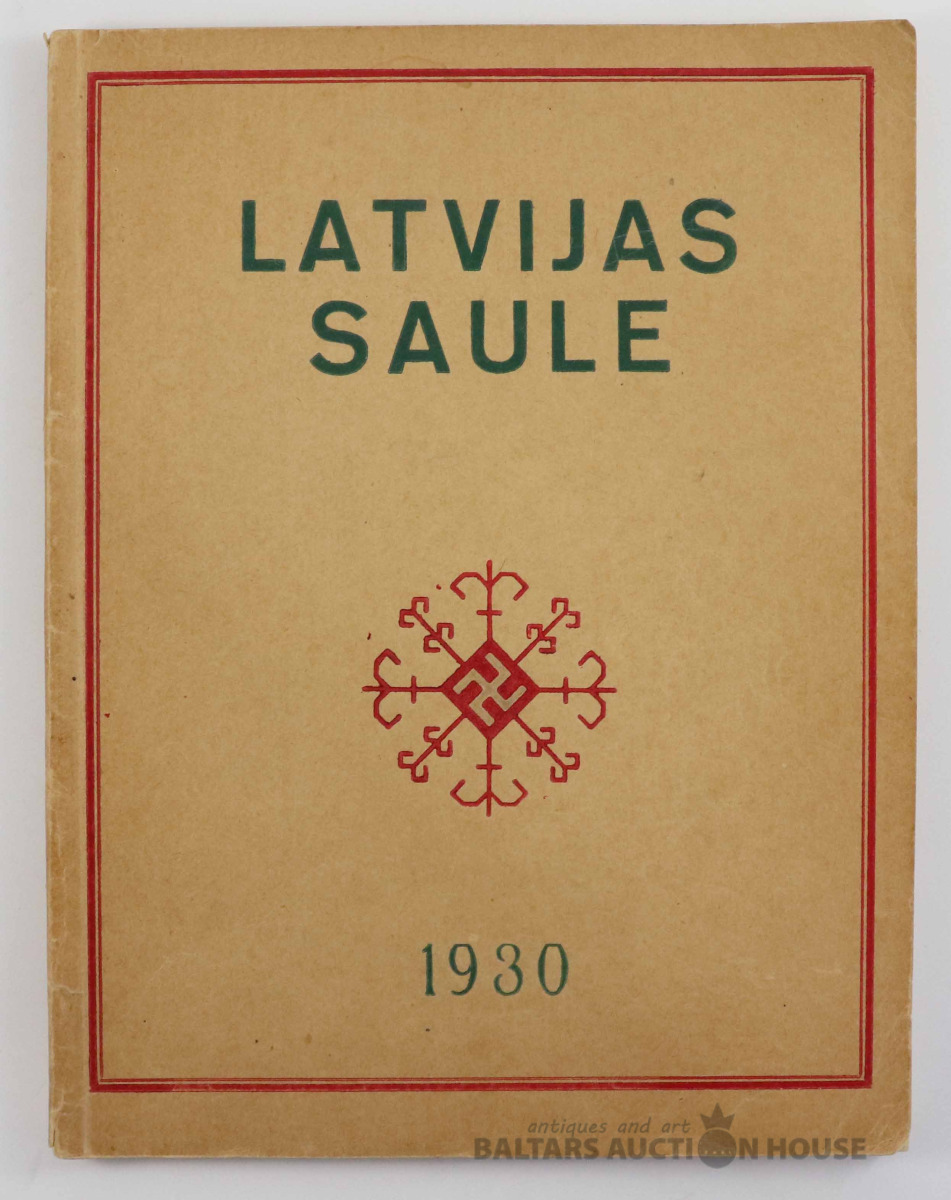 LATVIJAS
SAULE
1930
antiques and art
BALTARS AUCTION HOUSE